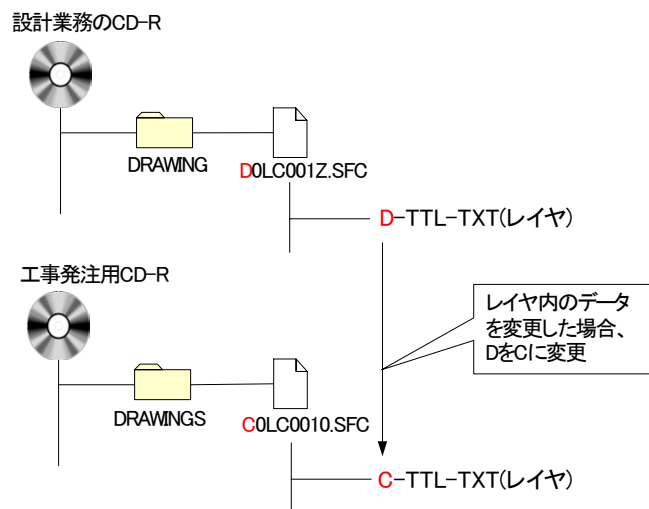 設計業務のCD-R
DRAWING
D0LC001Z.SFC
D-TTL-TXT(レイヤ)
工事発注用CD-R
レイヤ内のデータ
を変更した場合、
DをCに変更
DRAWINGS
C0LC0010.SFC
C-TTL-TXT(レイヤ)